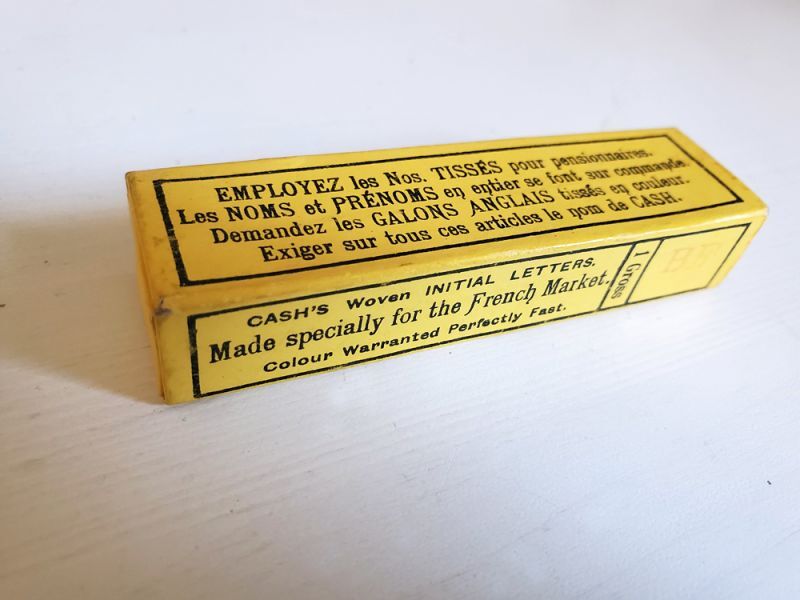 EMPLOYEZ les Nos. TISSÉS pour pensionnaires.
Les NOMS et PRÉNOMS en entier se font sur commande.
Demandez les GALONS ANGLAIS tissés en couleur.
Exiger sur tous ces articles le nom de CASH.
CASH'S Woven INITIAL LETTERS.
Made specially for the French Market.
Colour Warranted Perfectly Fast.
1 Gross